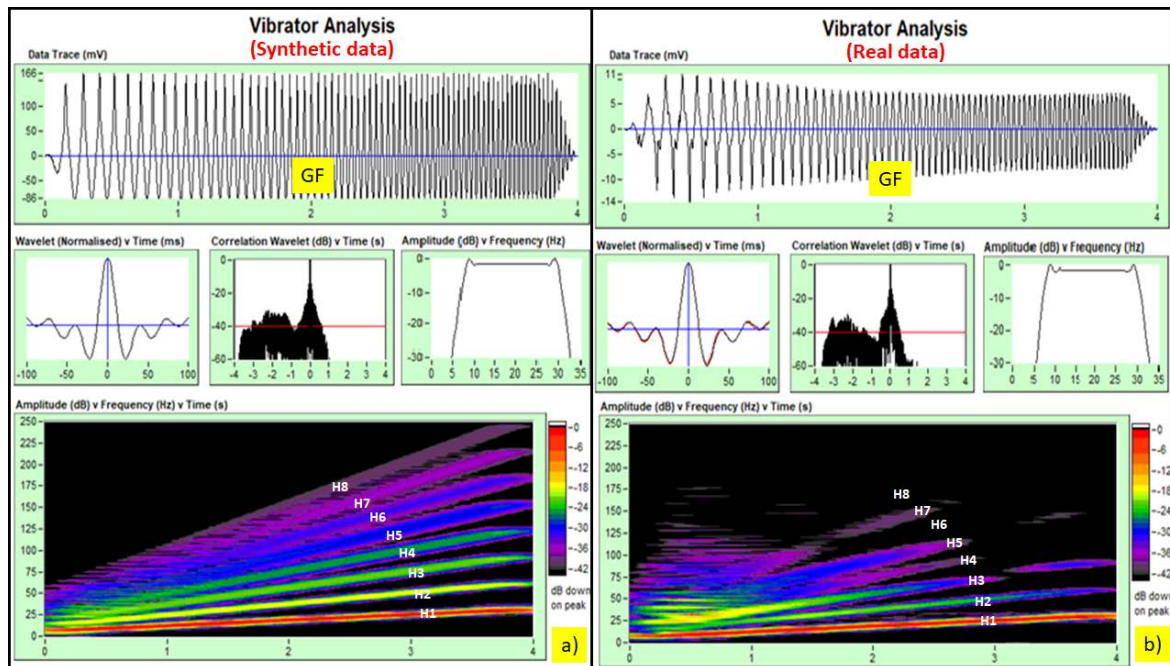 Vibrator Analysis
(Synthetic data)
Data Trace (mV)
166
100
50
0
-50
-86
GF
0 1 2 3 4
Wavelet (Normalised) v Time (ms)
-100 -50 0 50 100
Correlation Wavelet (dB) v Time (s)
0
-20
-40
-60
-4 -3 -2 -1 0 1 2 3 4
Amplitude (dB) v Frequency (Hz)
0
-10
-20
-30
0 5 10 15 20 25 30 35
Amplitude (dB) v Frequency (Hz) v Time (s)
250
225
200
175
150
125
100
75
50
25
0
H8
H7
H6
H5
H4
H3
H2
H1
0 1 2 3 4
-0
-6
-12
-18
-24
-30
-36
-42
dB down
on peak
a)
Vibrator Analysis
(Real data)
Data Trace (mV)
11
5
0
-5
-10
-14
GF
0 1 2 3 4
Wavelet (Normalised) v Time (ms)
-100 -50 0 50 100
Correlation Wavelet (dB) v Time (s)
0
-20
-40
-60
-4 -3 -2 -1 0 1 2 3 4
Amplitude (dB) v Frequency (Hz)
0
-10
-20
-30
0 5 10 15 20 25 30 35
Amplitude (dB) v Frequency (Hz) v Time (s)
250
225
200
175
150
125
100
75
50
25
0
H8
H7
H6
H5
H4
H3
H2
H1
0 1 2 3 4
-0
-6
-12
-18
-24
-30
-36
-42
dB down
on peak
b)